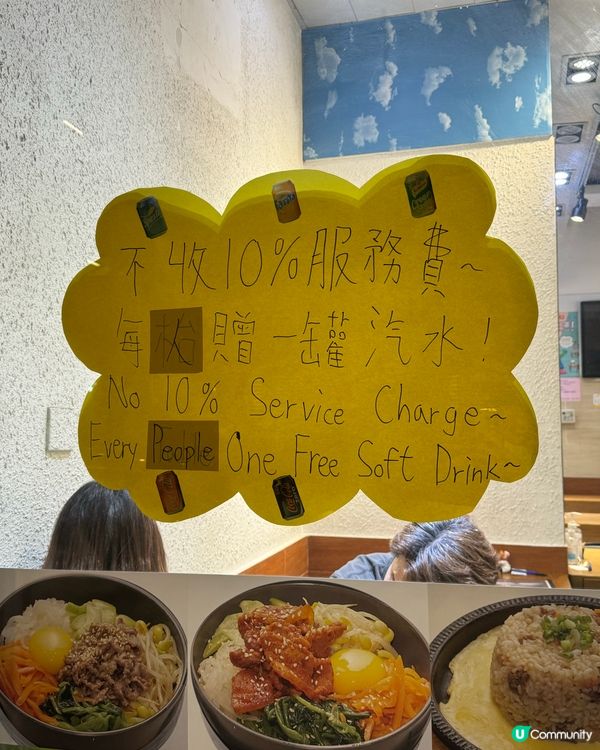 不收10%服務費~
每枱贈一罐汽水!
No 10% Service Charge~
Every People One Free Soft Drink~
U Community